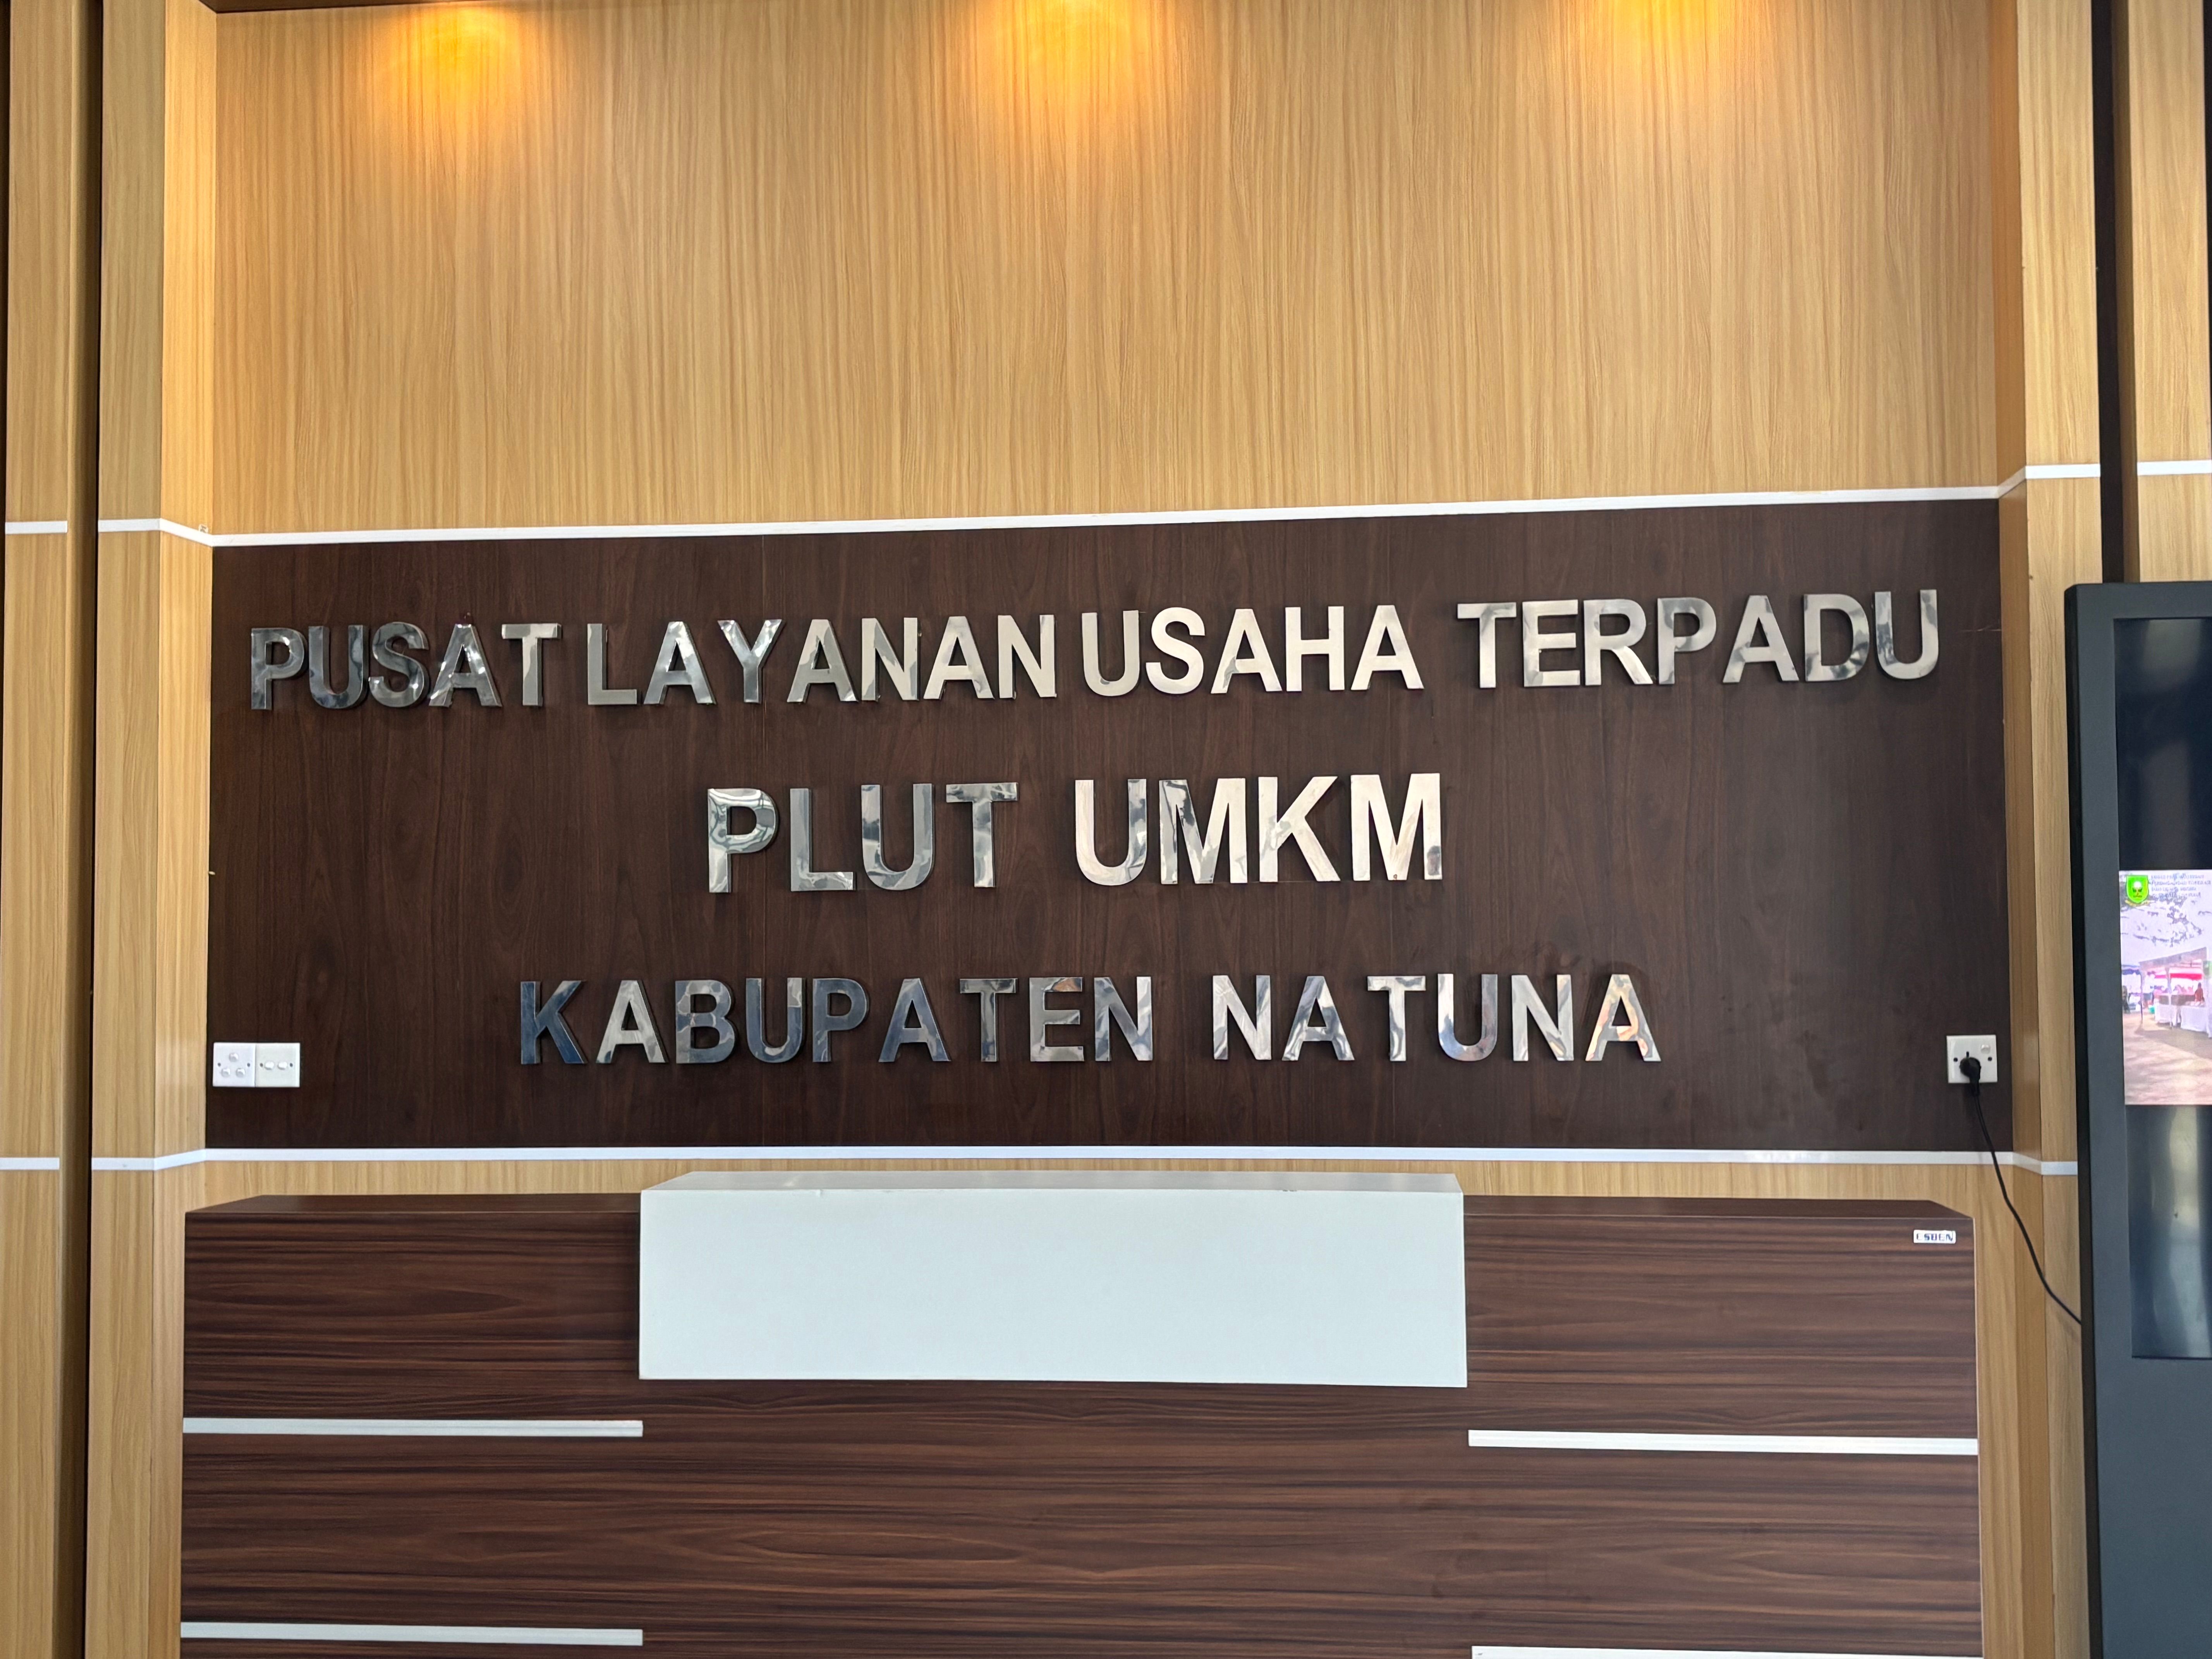 PUSAT LAYANAN USAHA TERPADU
PLUT UMKM
KABUPATEN NATUNA